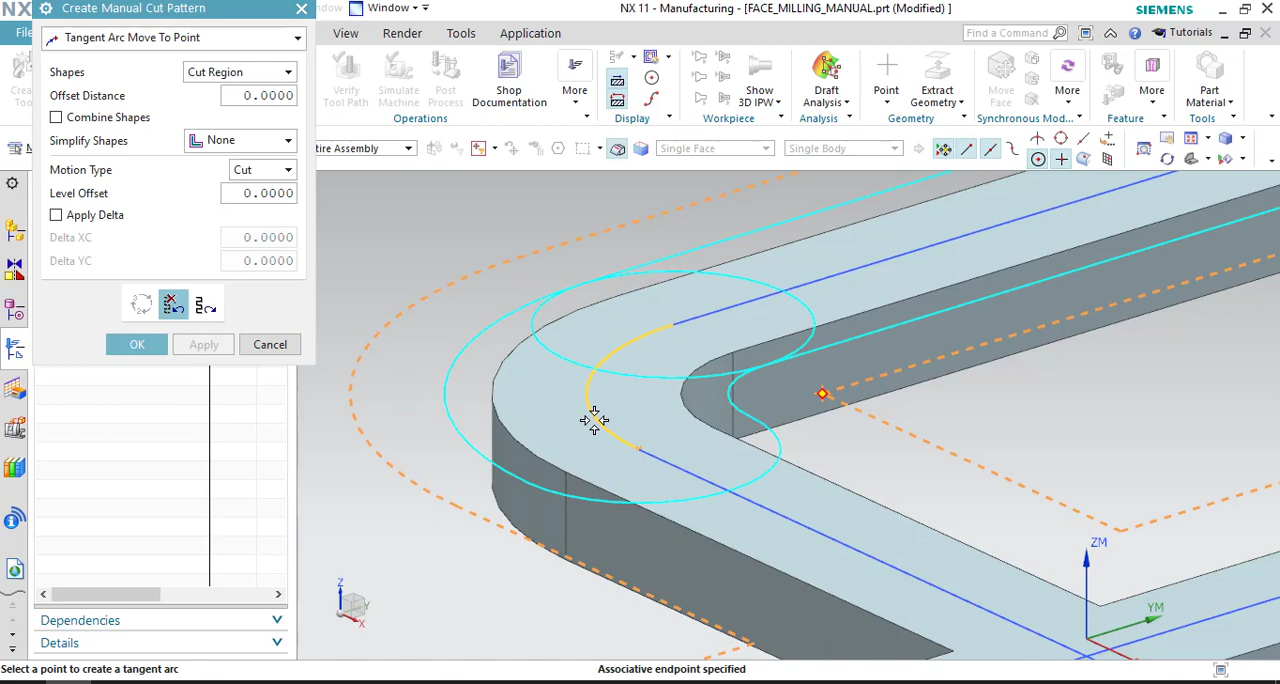 NX
Create Manual Cut Pattern
Window
NX 11 - Manufacturing - [FACE_MILLING_MANUAL.prt (Modified) ]
SIEMENS
Tangent Arc Move To Point
View
Render
Tools
Application
Find a Command
Tutorials
Shapes
Cut Region
Offset Distance
0.0000
Combine Shapes
Simplify Shapes
None
Motion Type
Cut
Level Offset
0.0000
Apply Delta
Delta XC
0.0000
Delta YC
0.0000
OK
Apply
Cancel
Verify Tool Path
Simulate Machine
Post Process
Shop Documentation
More
Show 3D IPW
Draft Analysis
Point
Extract Geometry
Move Face
More
More
Part Material
Operations
Display
Workpiece
Analysis
Geometry
Synchronous Mod...
Feature
Tools
tire Assembly
Single Face
Single Body
ZM
YM
Z
Y
X
Dependencies
Details
Select a point to create a tangent arc
Associative endpoint specified